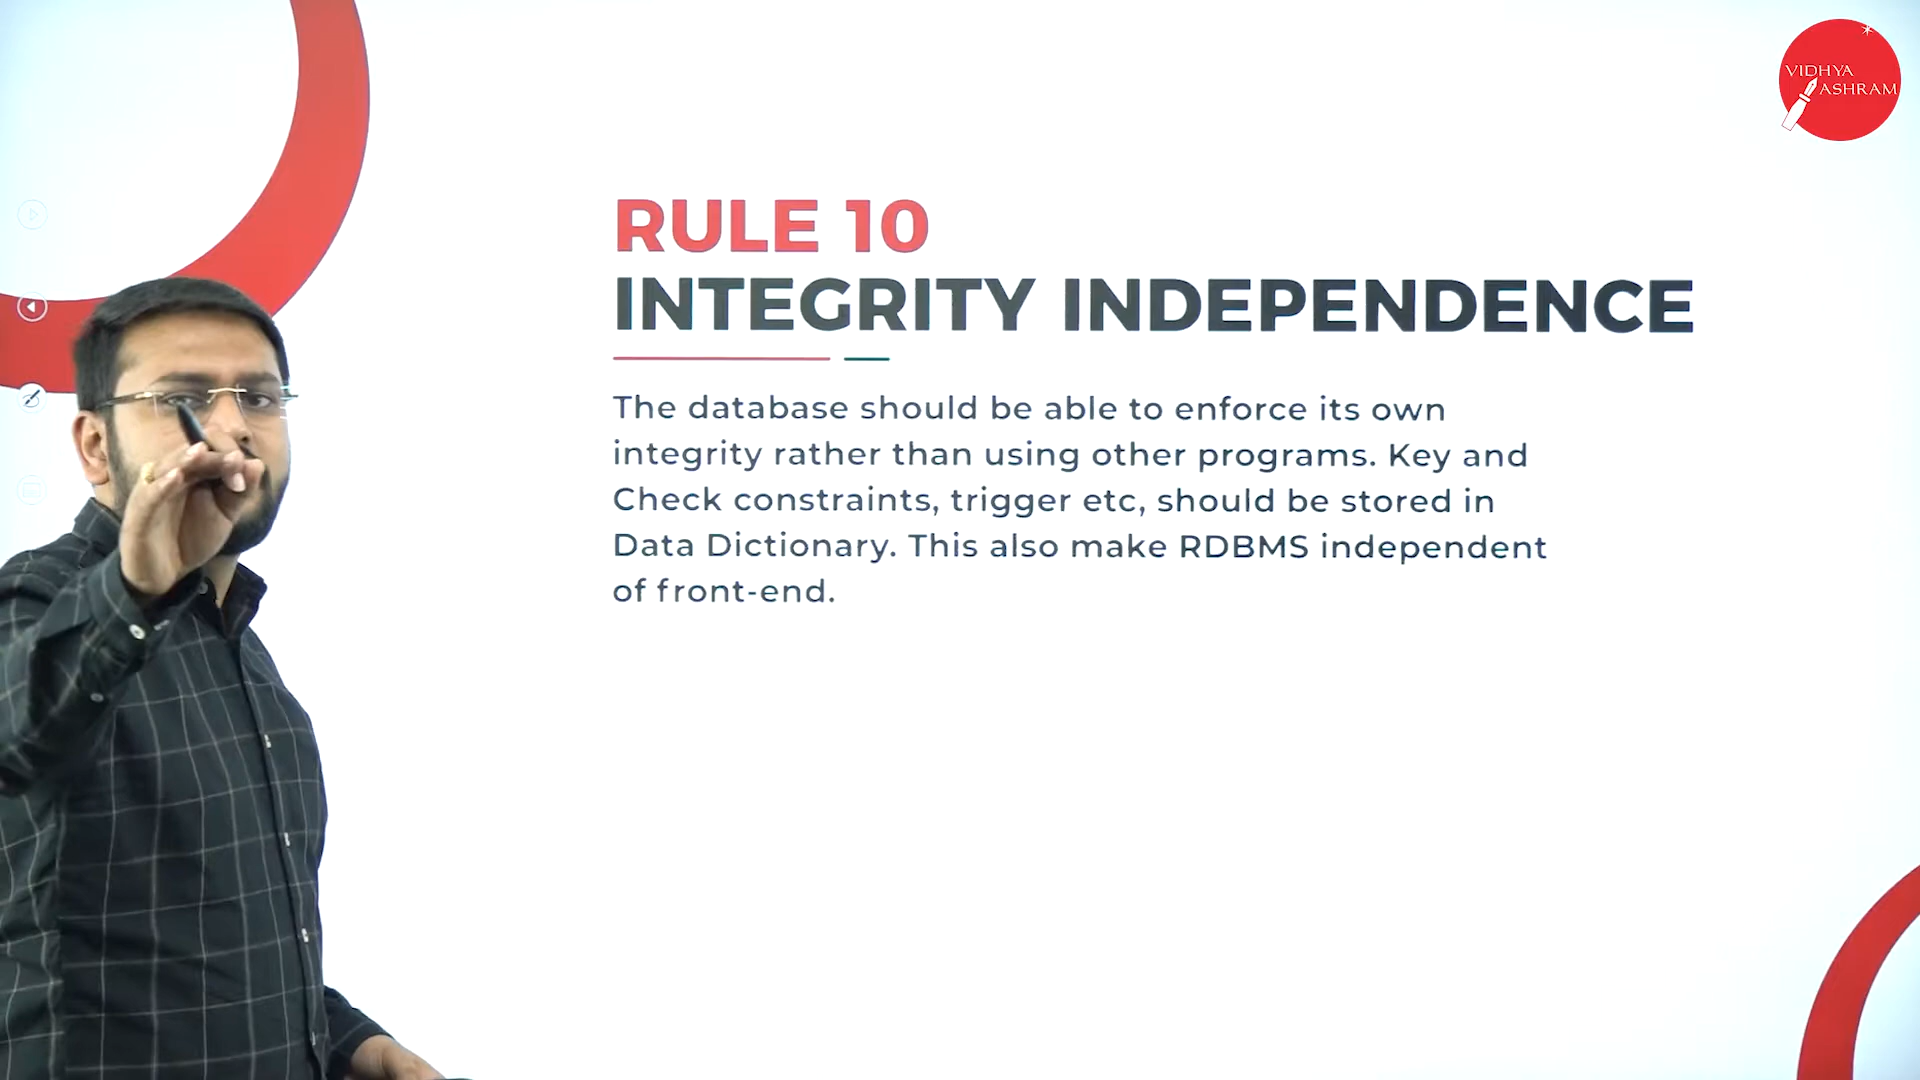 VIDHYA
ASHRAM
RULE 10
INTEGRITY INDEPENDENCE
The database should be able to enforce its own
integrity rather than using other programs. Key and
Check constraints, trigger etc, should be stored in
Data Dictionary. This also make RDBMS independent
of front-end.